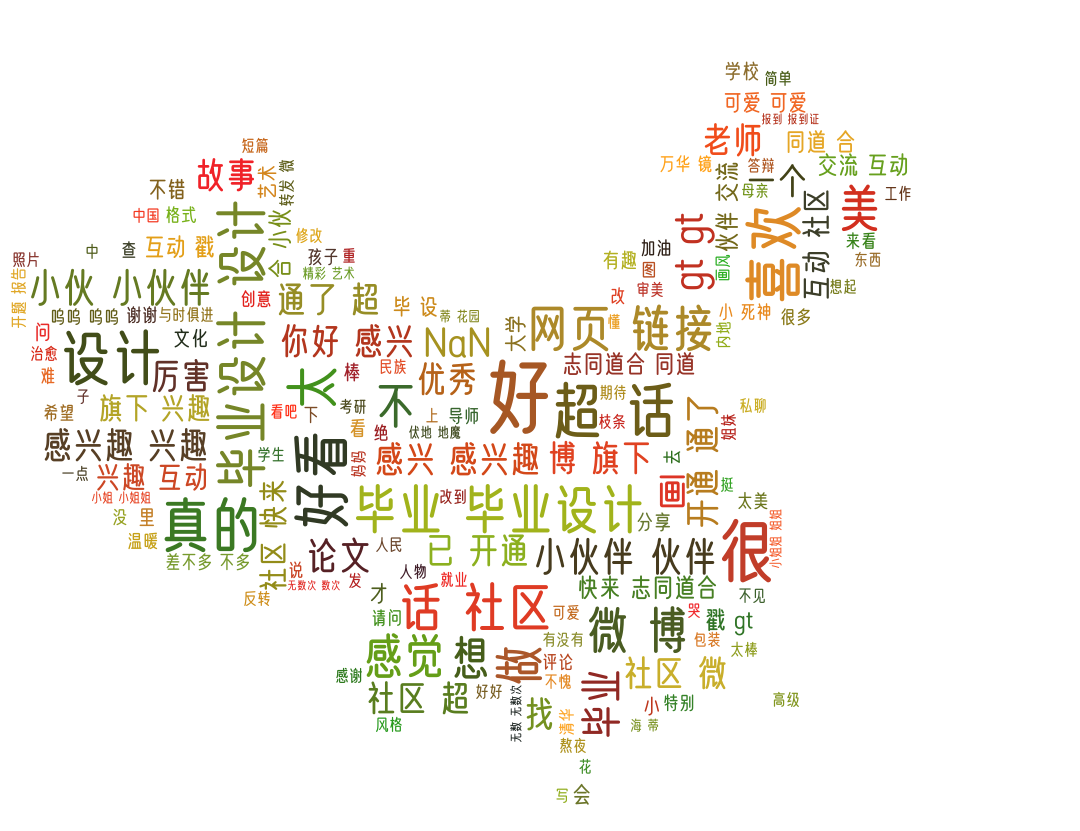 学校
简单
可爱 可爱
报到 报到证
老师
同道 合
短篇
故事
艺术
转发 微
万华 镜
答辩
交流 互动
交流
一个
母亲
不错
美
工作
中国 格式
设计
小伙
修改
gt gt
伙伴
喜欢
互动 社区
来看
中
查
互动 戳
合
孩子
重
加油
有趣
图
画风
东西
照片
精彩 艺术
开题 报告
小伙 小伙伴
创意
通了 超
毕 设
蒂 花园
改
审美
想起
呜呜 呜呜
谢谢
与时俱进
小 死神
很多
问
文化
毕业设计
你好 感兴
NaN
大学
网页 链接
懂
内地
治愈
设计
厉害
太
棒
民族
优秀
好
志同道合 同道
难
子
希望
旗下 兴趣
看吧
下
考研
不
上
导师
超话
期待
枝条
私聊
开通 通了
姐妹
看
绝
伏地 地魔
感兴趣 兴趣
学生
好看
妈妈
感兴 感兴趣
博 旗下
去
一点
兴趣 互动
小姐 小姐姐
画
挺
真的
快来
毕业
改到
毕业设计
分享
太美
没
里
温暖
差不多 不多
社区
论文
人民
已 开通
小伙伴 伙伴
很
小姐姐 姐姐
说
无数次 数次
发
人物
就业
反转
才
快来 志同道合
不见
请问
话 社区
可爱
微 博
哭
戳 gt
有没有
包装
太棒
感觉
想
做
评论
感谢
不愧
社区 微
社区 超
好好
无数 无数次
找
毕业
小
特别
高级
风格
清华
海 蒂
熬夜
花
写
会